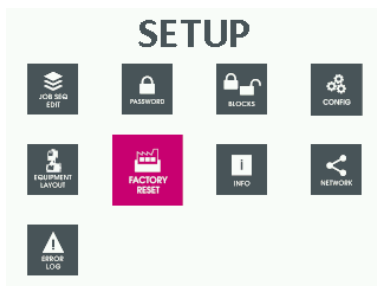 SETUP
JOB SEQ
EDIT
PASSWORD
BLOCKS
CONFIG
EQUIPMENT
LAYOUT
FACTORY
RESET
i
INFO
NETWORK
ERROR
LOG